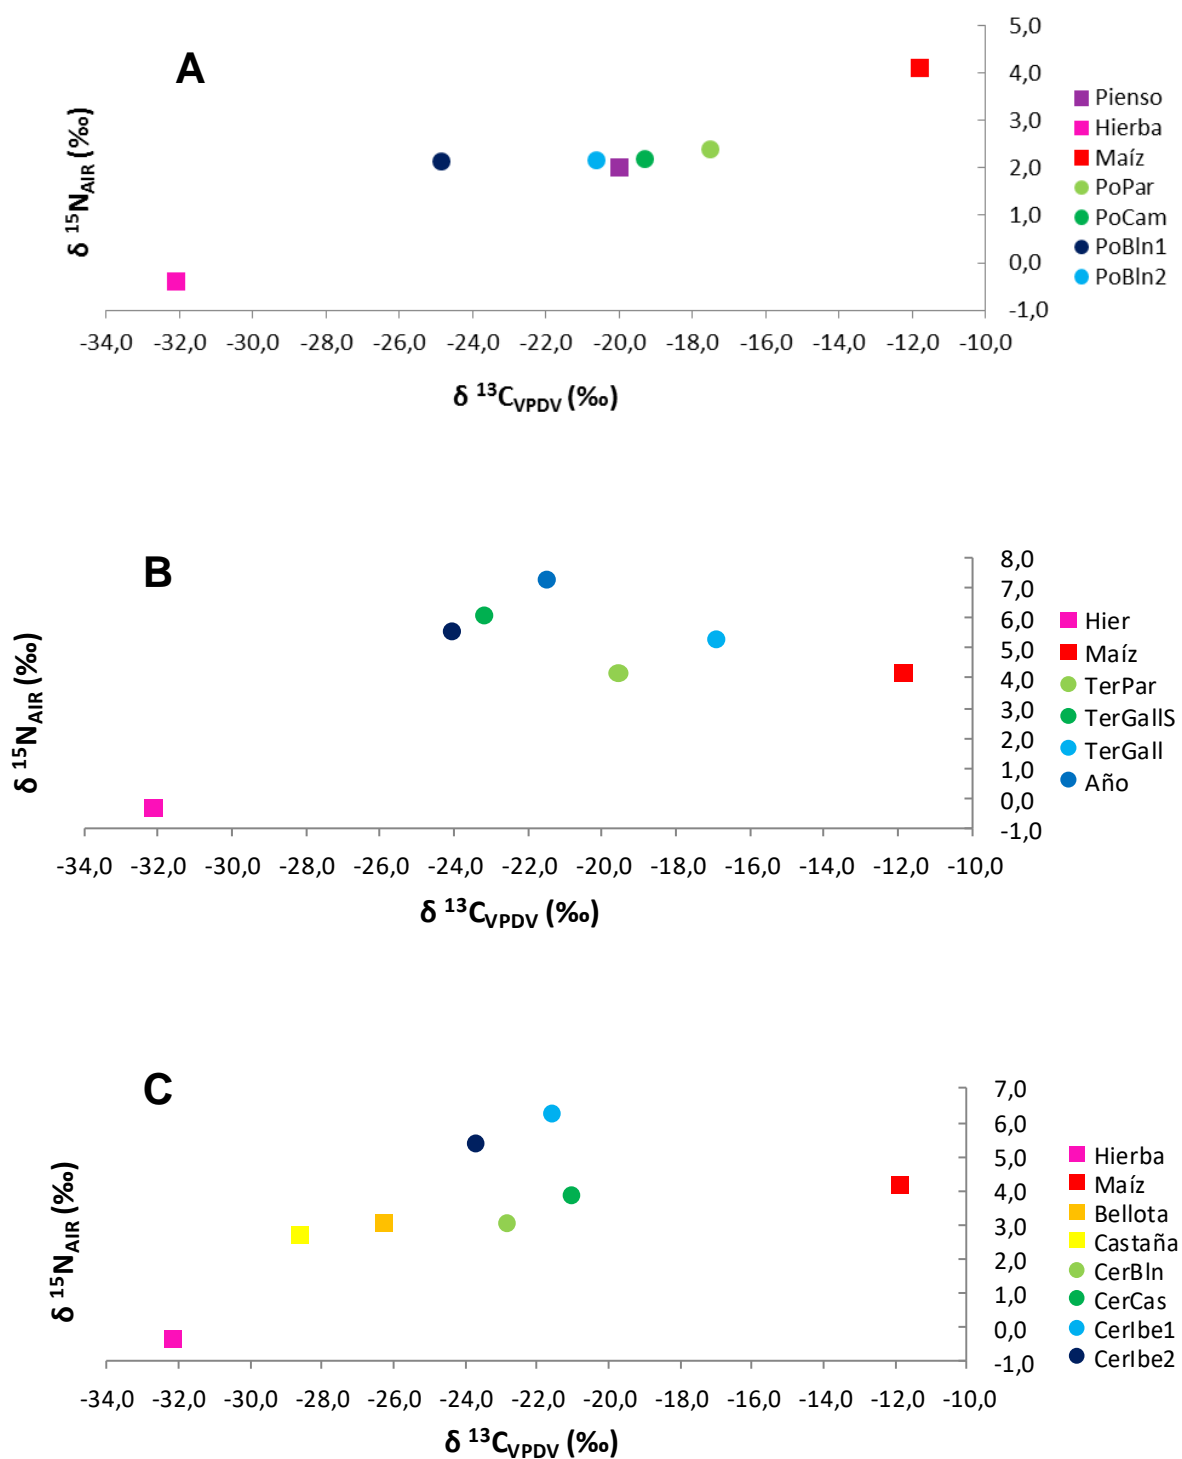 A
5,0
4,0
3,0
2,0
1,0
0,0
-1,0
δ ¹⁵N_AIR (‰)
-34,0 -32,0 -30,0 -28,0 -26,0 -24,0 -22,0 -20,0 -18,0 -16,0 -14,0 -12,0 -10,0
δ ¹³C_VPDV (‰)
Pienso
Hierba
Maíz
PoPar
PoCam
PoBln1
PoBln2
B
8,0
7,0
6,0
5,0
4,0
3,0
2,0
1,0
0,0
-1,0
δ ¹⁵N_AIR (‰)
-34,0 -32,0 -30,0 -28,0 -26,0 -24,0 -22,0 -20,0 -18,0 -16,0 -14,0 -12,0 -10,0
δ ¹³C_VPDV (‰)
Hier
Maíz
TerPar
TerGallS
TerGall
Año
C
7,0
6,0
5,0
4,0
3,0
2,0
1,0
0,0
-1,0
δ ¹⁵N_AIR (‰)
-34,0 -32,0 -30,0 -28,0 -26,0 -24,0 -22,0 -20,0 -18,0 -16,0 -14,0 -12,0 -10,0
δ ¹³C_VPDV (‰)
Hierba
Maíz
Bellota
Castaña
CerBln
CerCas
CerIbe1
CerIbe2